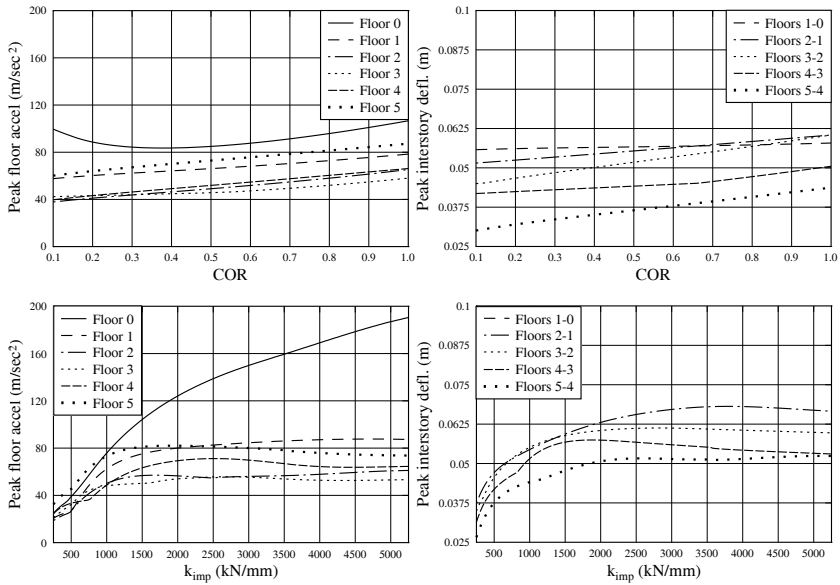 Peak floor accel (m/sec²)
200
160
120
80
40
0
Floor 0
Floor 1
Floor 2
Floor 3
Floor 4
Floor 5
0.1 0.2 0.3 0.4 0.5 0.6 0.7 0.8 0.9 1.0
COR
Peak interstory defl. (m)
0.1
0.0875
0.075
0.0625
0.05
0.0375
0.025
Floors 1-0
Floors 2-1
Floors 3-2
Floors 4-3
Floors 5-4
0.1 0.2 0.3 0.4 0.5 0.6 0.7 0.8 0.9 1.0
COR
Peak floor accel (m/sec²)
200
160
120
80
40
0
Floor 0
Floor 1
Floor 2
Floor 3
Floor 4
Floor 5
500 1000 1500 2000 2500 3000 3500 4000 4500 5000
k_imp (kN/mm)
Peak interstory defl. (m)
0.1
0.0875
0.075
0.0625
0.05
0.0375
0.025
Floors 1-0
Floors 2-1
Floors 3-2
Floors 4-3
Floors 5-4
500 1000 1500 2000 2500 3000 3500 4000 4500 5000
k_imp (kN/mm)